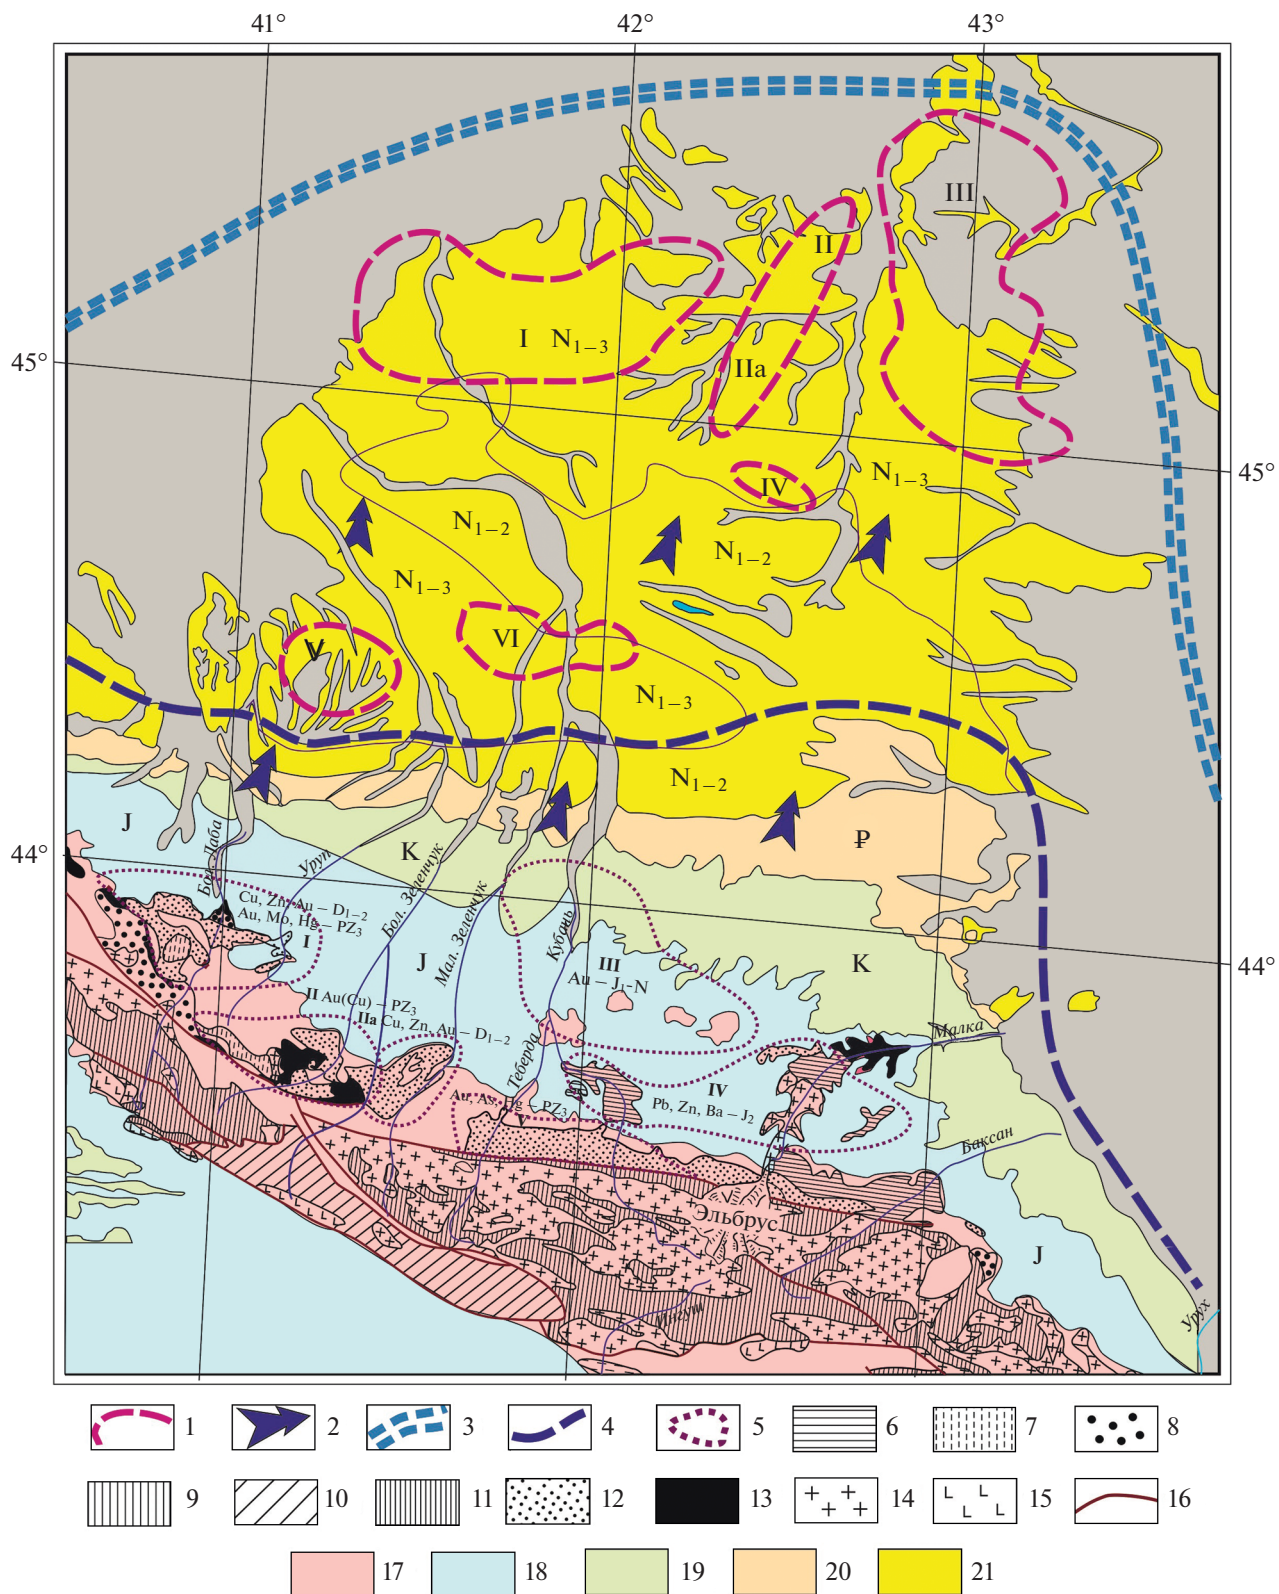 41°
42°
43°
III
II
I N₁₋₃
IIa
45°
45°
IV
N₁₋₃
N₁₋₂
N₁₋₂
N₁₋₃
V
VI
N₁₋₃
N₁₋₂
J
Бол. Лаба
Уруп
K
Бол. Зеленчук
Мал. Зеленчук
Кубань
Ꝑ
44°
44°
Cu, Zn, Au – D₁₋₂
Au, Mo, Hg – PZ₃
I
J
III
Au – J₁-N
K
II Au(Cu) – PZ₃
IIa Cu, Zn, Au – D₁₋₂
Малка
Теберда
IV
Pb, Zn, Ba – J₂
Au, As, Hg – PZ₃
V
Баксан
Эльбрус
J
Ингуш
Урух
1
2
3
4
5
6
7
8
9
10
11
12
13
14
15
16
17
18
19
20
21